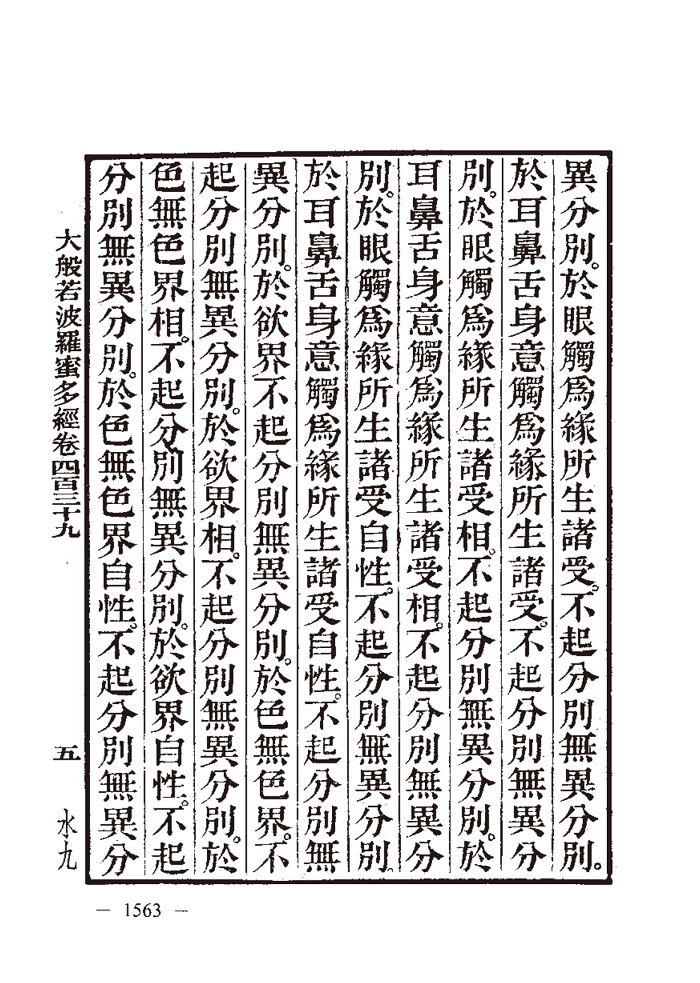 異分別。於眼觸爲緣所生諸受。不起分別無異分別。
於耳鼻舌身意觸爲緣所生諸受。不起分別無異分
別。於眼觸爲緣所生諸受相。不起分別無異分別。於
耳鼻舌身意觸爲緣所生諸受相。不起分別無異分
別。於眼觸爲緣所生諸受自性。不起分別無異分別。
於耳鼻舌身意觸爲緣所生諸受自性。不起分別無
異分別。於欲界不起分別無異分別。於色無色界。不
起分別無異分別。於欲界相。不起分別無異分別。於
色無色界相。不起分別無異分別。於欲界自性。不起
分別無異分別。於色無色界自性。不起分別無異分
大般若波羅蜜多經卷四百三十九 五 水九
— 1563 —